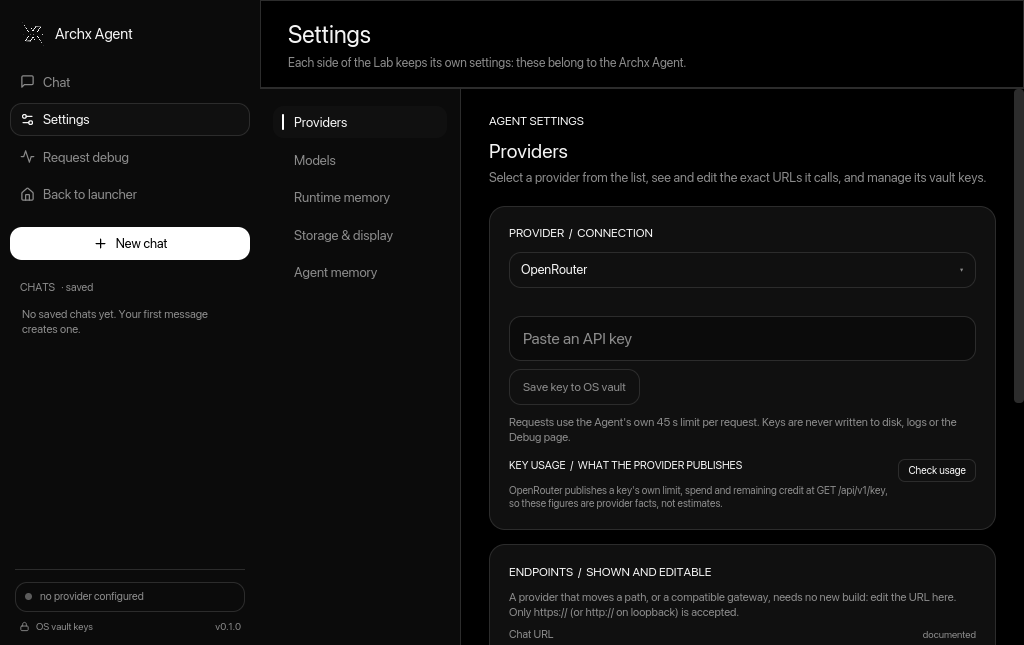 Archx Agent
Chat
Settings
Request debug
Back to launcher
New chat
CHATS · saved
No saved chats yet. Your first message
creates one.
no provider configured
OS vault keys
v0.1.0
Settings
Each side of the Lab keeps its own settings: these belong to the Archx Agent.
Providers
Models
Runtime memory
Storage & display
Agent memory
AGENT SETTINGS
Providers
Select a provider from the list, see and edit the exact URLs it calls, and manage its vault keys.
PROVIDER / CONNECTION
OpenRouter
Paste an API key
Save key to OS vault
Requests use the Agent's own 45 s limit per request. Keys are never written to disk, logs or the
Debug page.
KEY USAGE / WHAT THE PROVIDER PUBLISHES
Check usage
OpenRouter publishes a key's own limit, spend and remaining credit at GET /api/v1/key,
so these figures are provider facts, not estimates.
ENDPOINTS / SHOWN AND EDITABLE
A provider that moves a path, or a compatible gateway, needs no new build: edit the URL here.
Only https:// (or http:// on loopback) is accepted.
Chat URL
documented